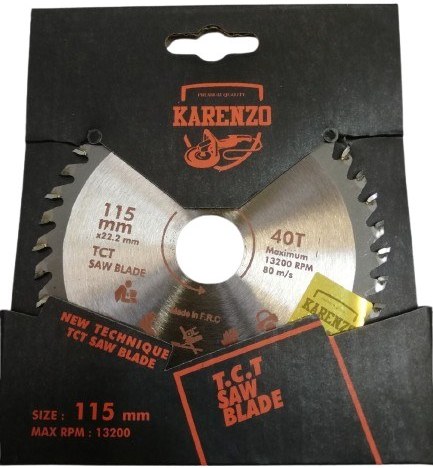 PREMIUM QUALITY
KARENZO
115
mm
x22.2 mm
TCT
SAW BLADE
40T
Maximum
13200 RPM
80 m/s
Made in P.R.C
KARENZO
NEW TECHNIQUE
TCT SAW BLADE
T.C.T
SAW
BLADE
SIZE : 115 mm
MAX RPM : 13200